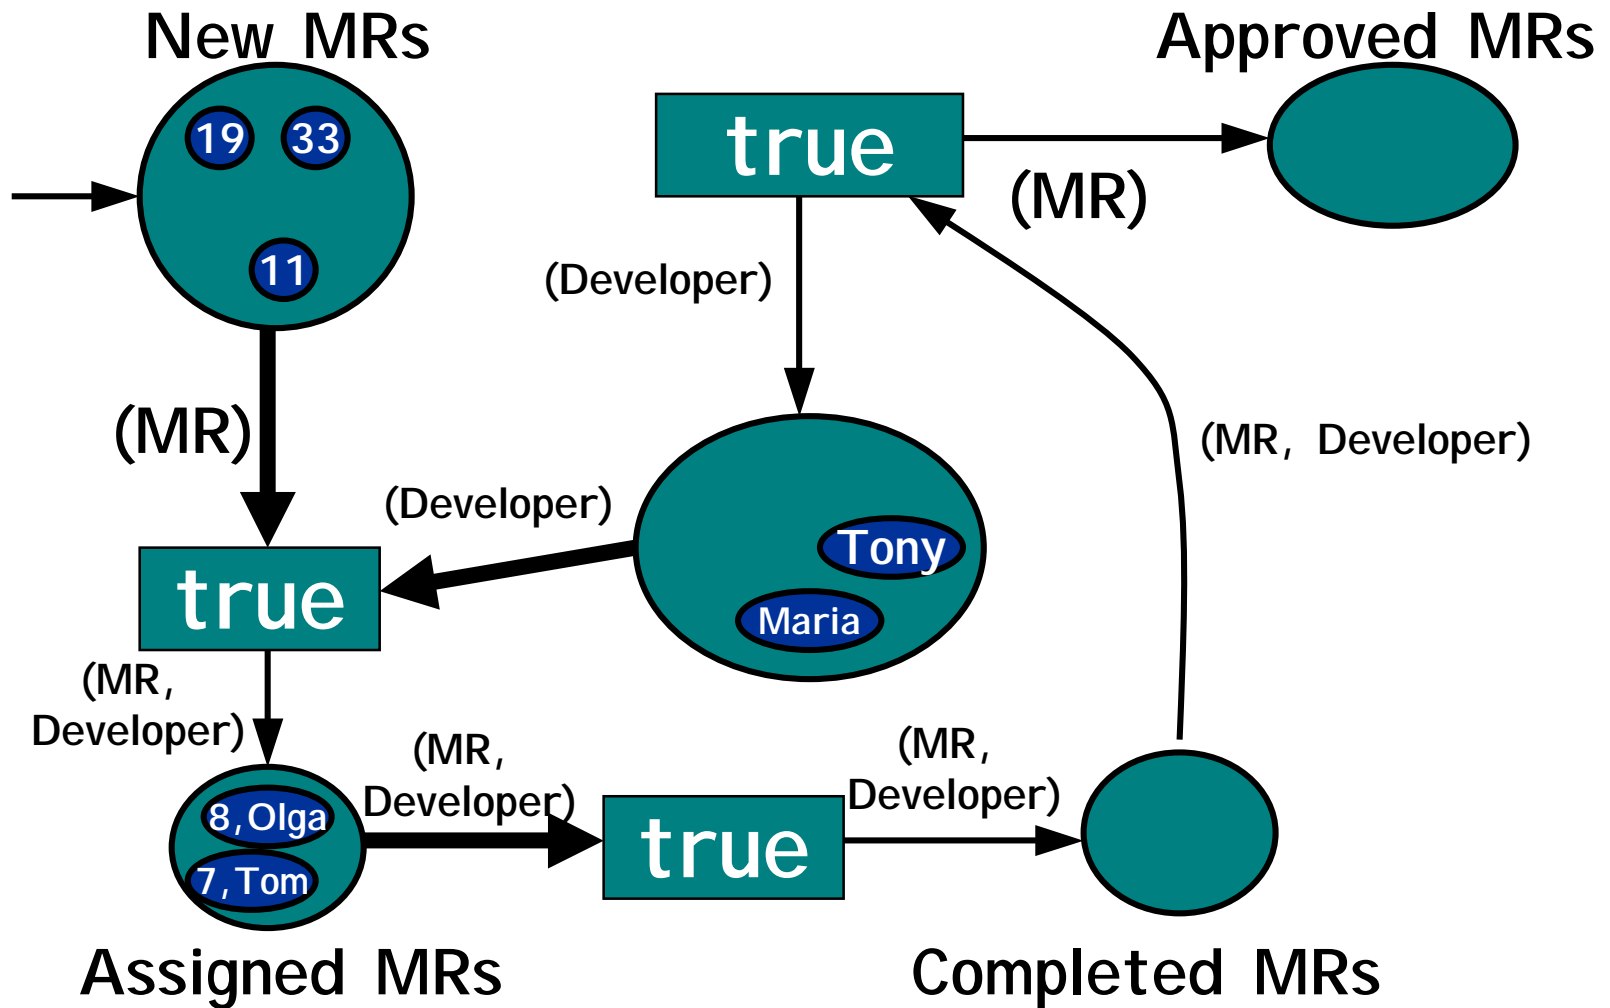 New MRs
Approved MRs
19
33
11
true
(MR)
(Developer)
(MR)
(MR, Developer)
(Developer)
Tony
Maria
true
(MR,
Developer)
(MR,
Developer)
(MR,
Developer)
8,Olga
7,Tom
true
Assigned MRs
Completed MRs